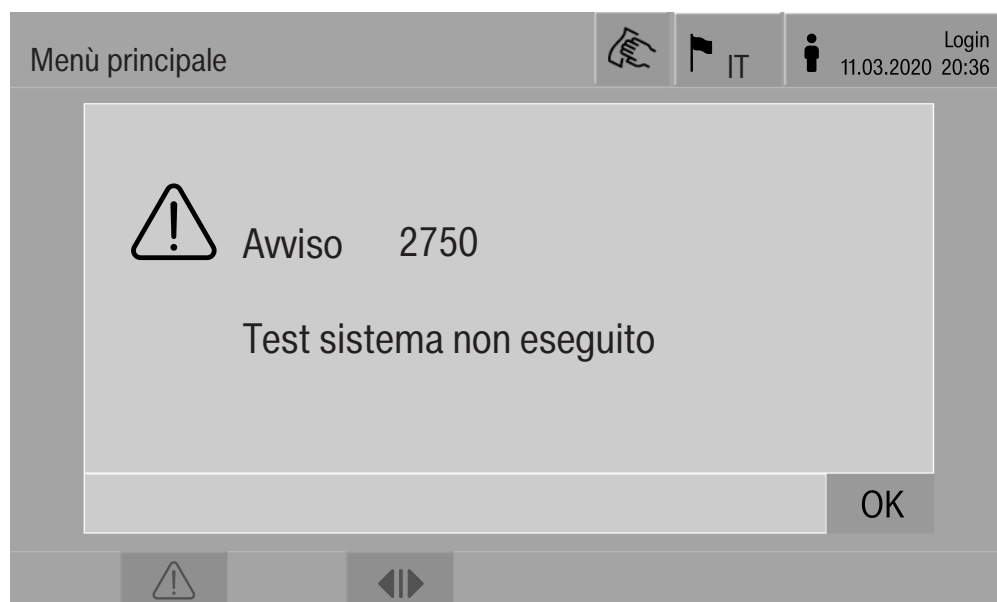 Menù principale
IT
Login
11.03.2020 20:36
Avviso 2750
Test sistema non eseguito
OK